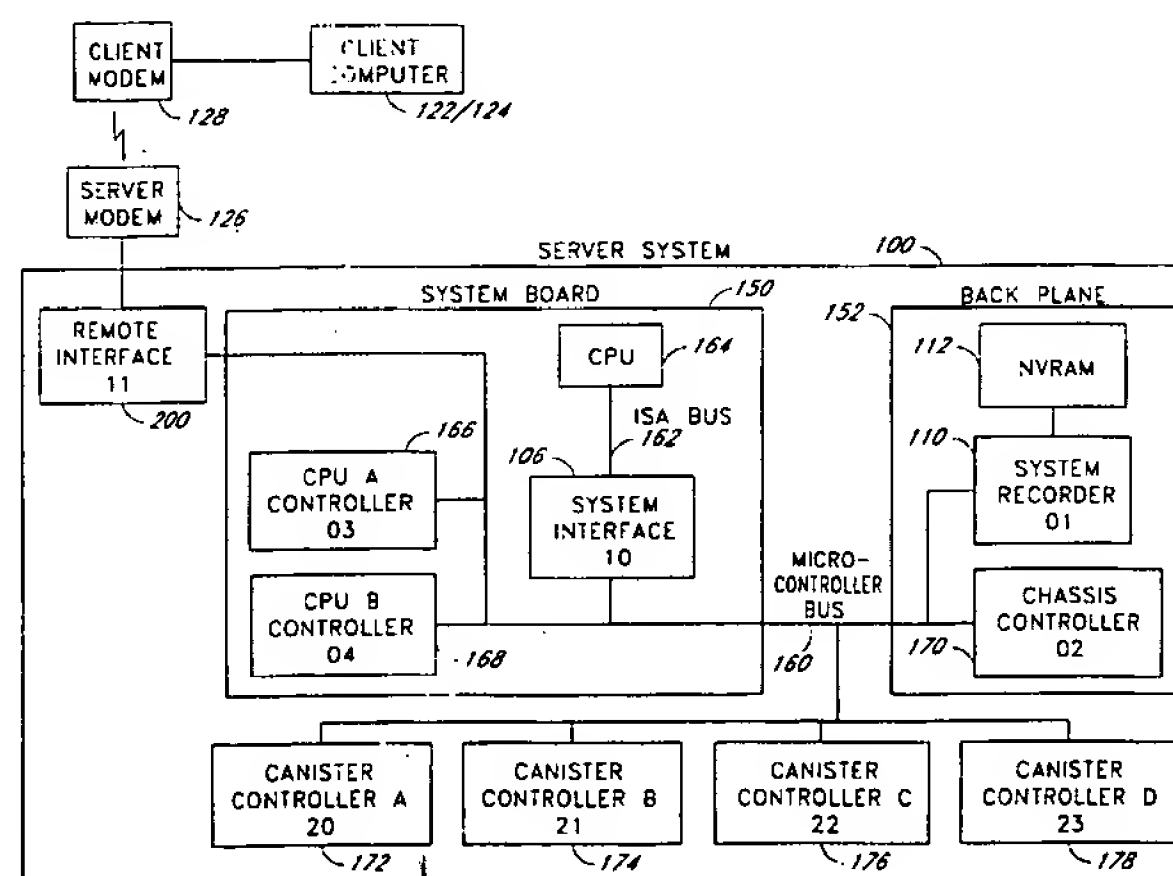 CLIENT
MODEM
128
CLIENT
COMPUTER
122/124
SERVER
MODEM
126
SERVER SYSTEM
100
SYSTEM BOARD
150
BACK PLANE
152
REMOTE
INTERFACE
11
200
CPU
164
ISA BUS
162
112
NVRAM
166
CPU A
CONTROLLER
03
106
SYSTEM
INTERFACE
10
110
SYSTEM
RECORDER
01
MICRO-
CONTROLLER
BUS
160
CPU B
CONTROLLER
04
168
CHASSIS
CONTROLLER
02
170
CANISTER
CONTROLLER A
20
172
CANISTER
CONTROLLER B
21
174
CANISTER
CONTROLLER C
22
176
CANISTER
CONTROLLER D
23
178